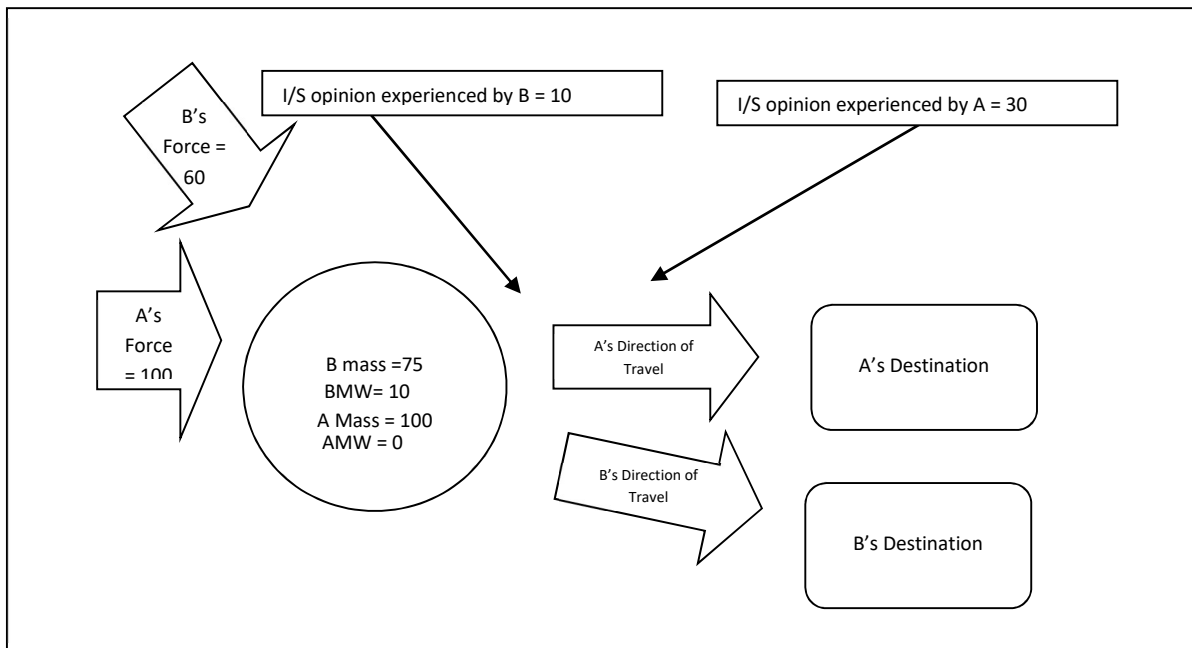 I/S opinion experienced by B = 10
I/S opinion experienced by A = 30
B's
Force =
60
A's
Force
= 100
B mass =75
BMW= 10
A Mass = 100
AMW = 0
A's Direction of
Travel
A's Destination
B's Direction of
Travel
B's Destination